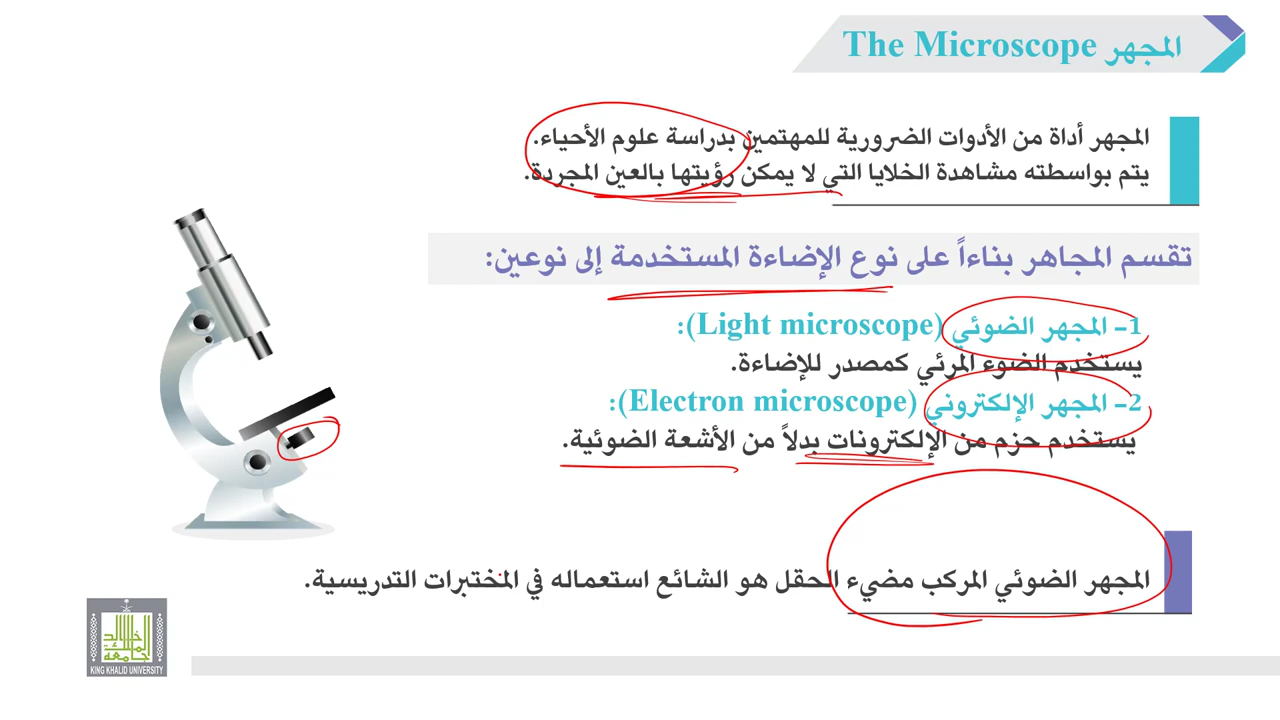 المجهر The Microscope
المجهر أداة من الأدوات الضرورية للمهتمين بدراسة علوم الأحياء.
يتم بواسطته مشاهدة الخلايا التي لا يمكن رؤيتها بالعين المجردة.
تقسم المجاهر بناءاً على نوع الإضاءة المستخدمة إلى نوعين:
1- المجهر الضوئي (Light microscope):
يستخدم الضوء المرئي كمصدر للإضاءة.
2- المجهر الإلكتروني (Electron microscope):
يستخدم حزم من الإلكترونات بدلاً من الأشعة الضوئية.
المجهر الضوئي المركب مضيء الحقل هو الشائع استعماله في المختبرات التدريسية.
جامعة الملك خالد
KING KHALID UNIVERSITY